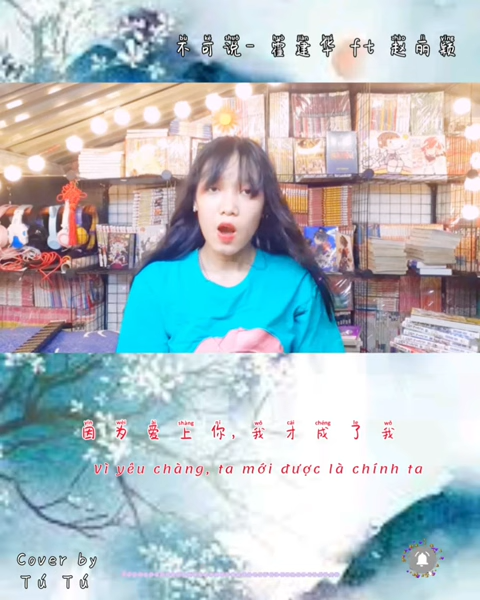 不可说- 霍建华 ft 赵丽颖
因为爱上你, 我才成了我
Vì yêu chàng, ta mới được là chính ta
Cover by
Tú Tú